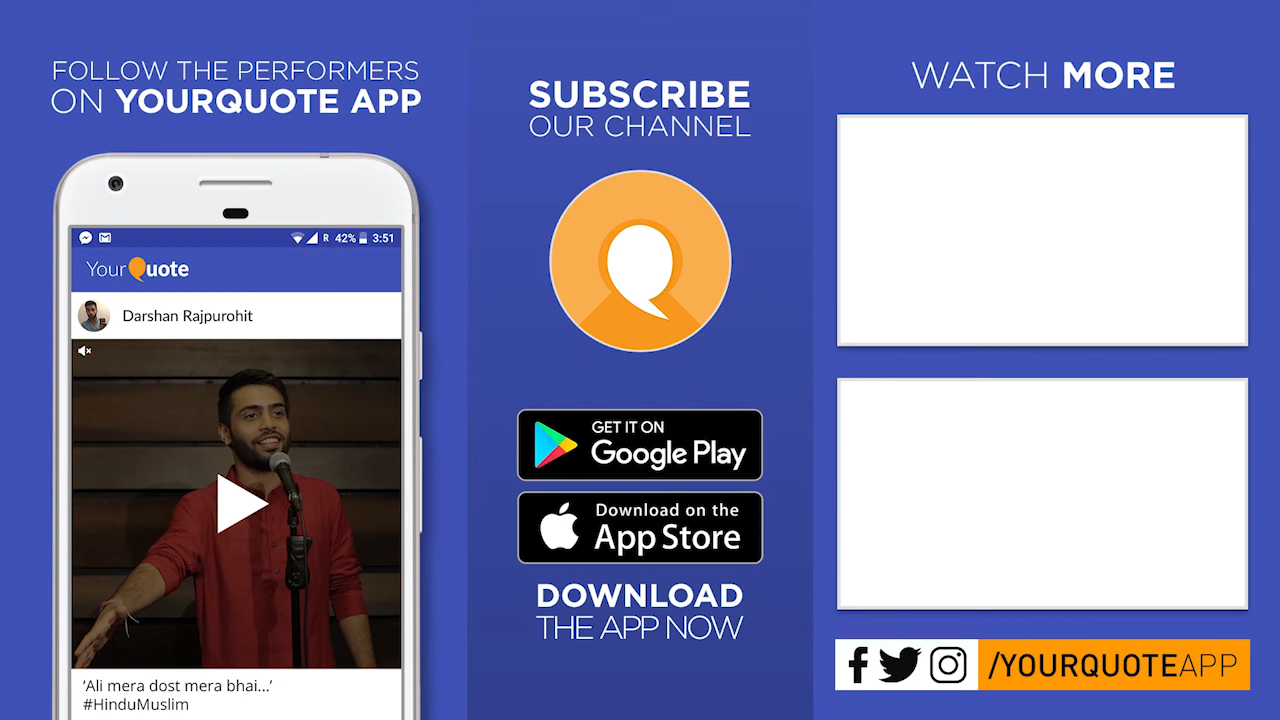 FOLLOW THE PERFORMERS
ON YOURQUOTE APP
R 42% 3:51
YourQuote
Darshan Rajpurohit
‘Ali mera dost mera bhai...’
#HinduMuslim
SUBSCRIBE
OUR CHANNEL
GET IT ON
Google Play
Download on the
App Store
DOWNLOAD
THE APP NOW
WATCH MORE
/YOURQUOTEAPP